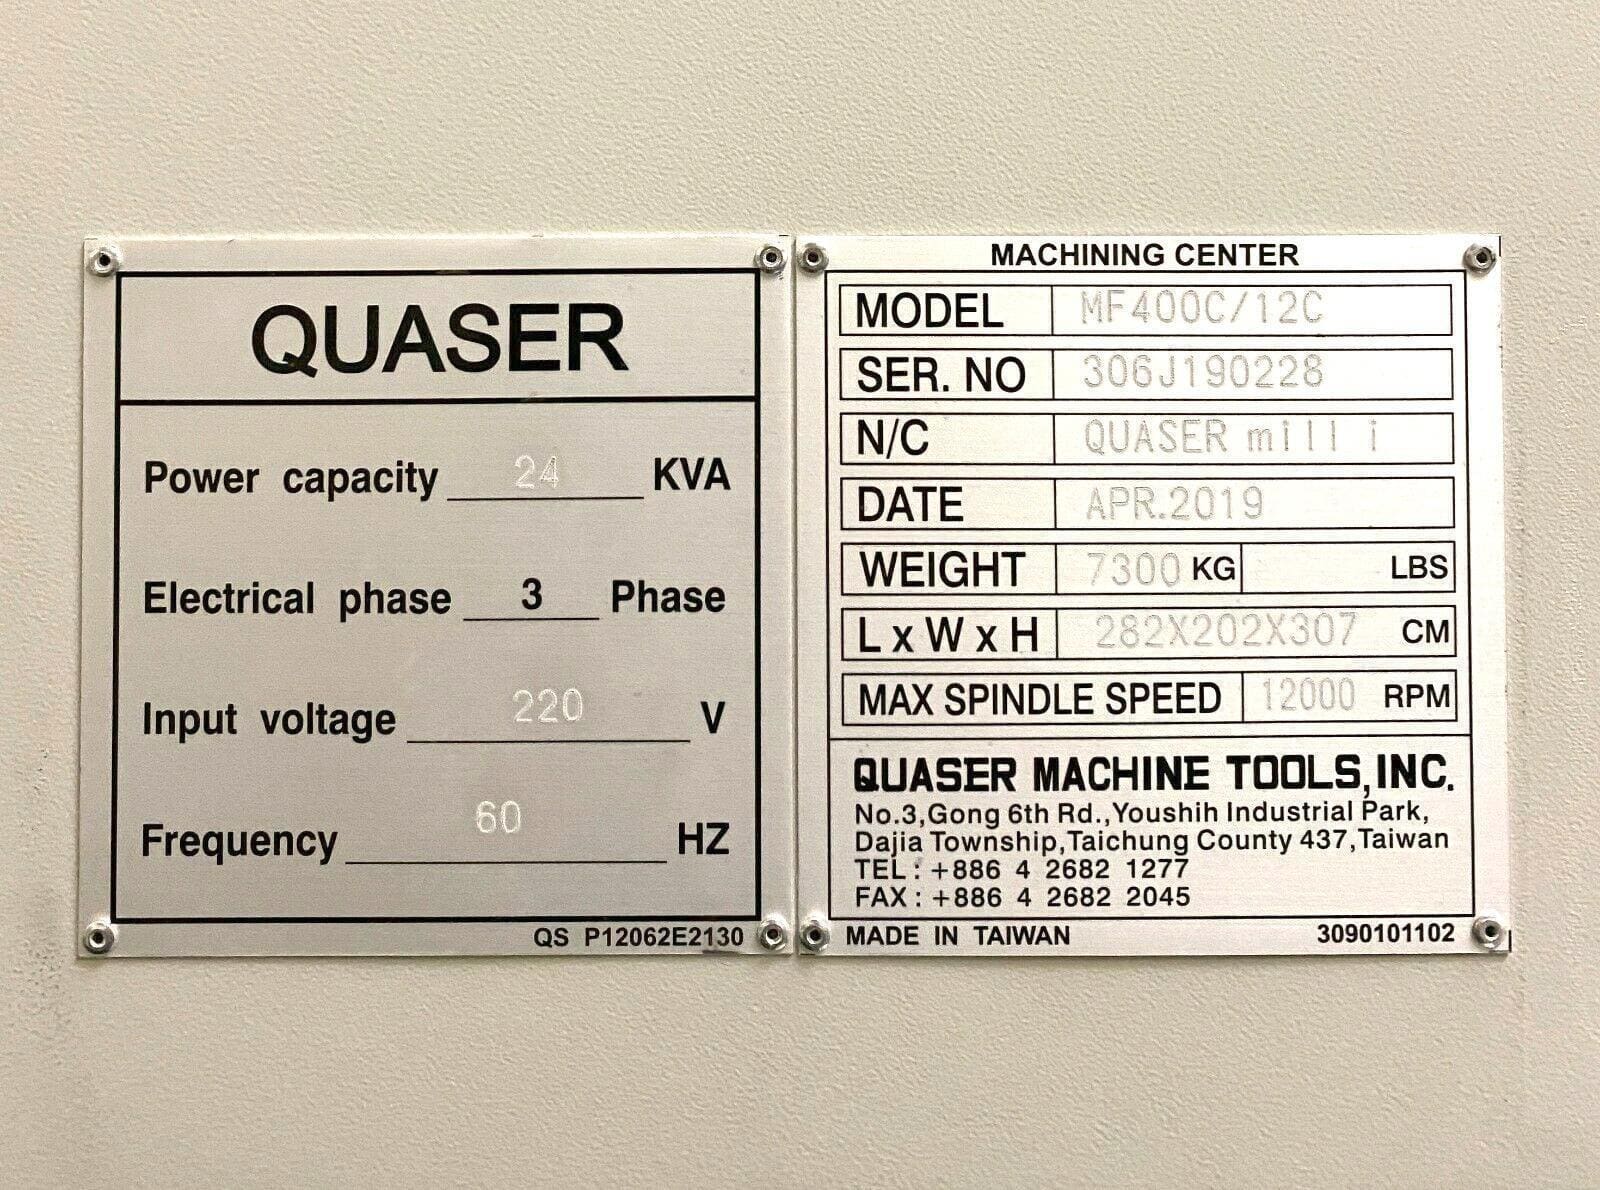 QUASER
Power capacity 24 KVA
Electrical phase 3 Phase
Input voltage 220 V
Frequency 60 HZ
QS P12062E2130
MACHINING CENTER
MODEL MF400C/12C
SER. NO 306J190228
N/C QUASER mill i
DATE APR.2019
WEIGHT 7300 KG LBS
L x W x H 282X202X307 CM
MAX SPINDLE SPEED 12000 RPM
QUASER MACHINE TOOLS, INC.
No.3,Gong 6th Rd.,Youshih Industrial Park,
Dajia Township,Taichung County 437,Taiwan
TEL : +886 4 2682 1277
FAX : +886 4 2682 2045
MADE IN TAIWAN 3090101102